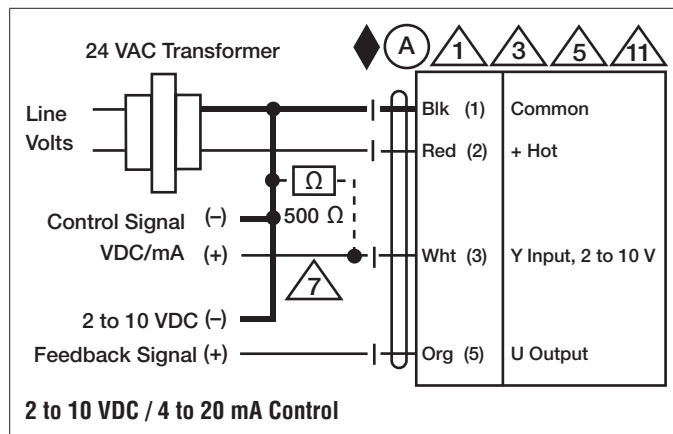 24 VAC Transformer
A 1 3 5 11
Line
Volts
Blk (1) Common
Red (2) + Hot
Ω
500 Ω
Control Signal (–)
VDC/mA (+)
Wht (3) Y Input, 2 to 10 V
7
2 to 10 VDC (–)
Feedback Signal (+)
Org (5) U Output
2 to 10 VDC / 4 to 20 mA Control